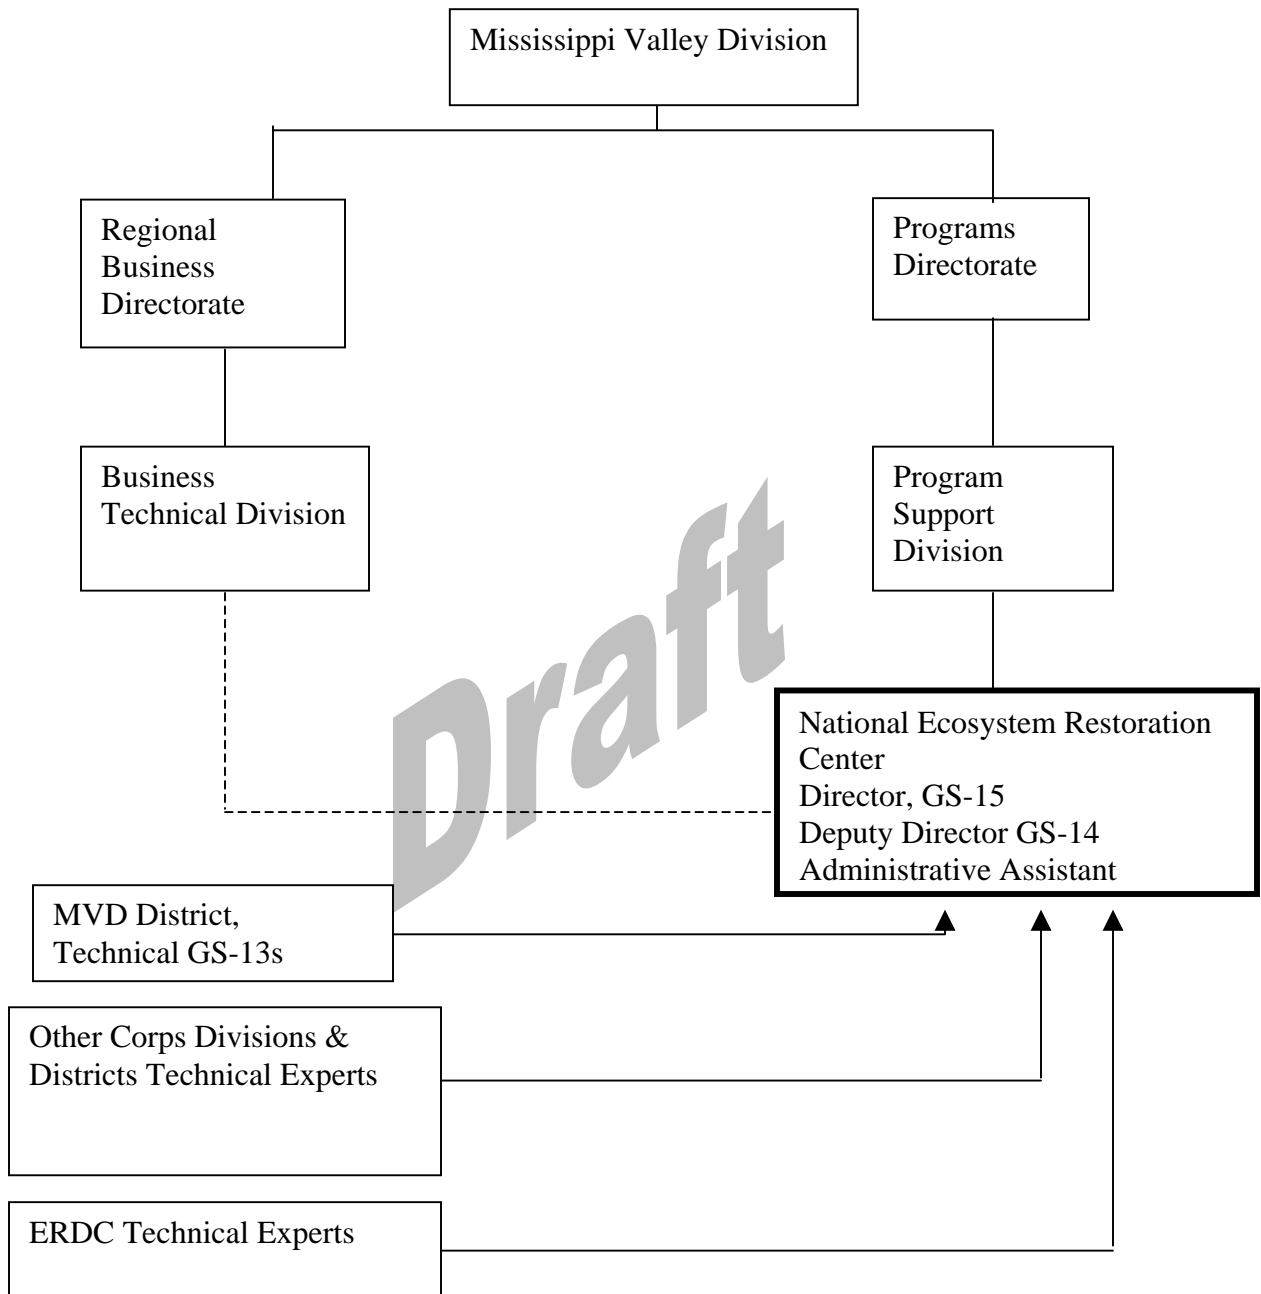 Mississippi Valley Division
Regional
Business
Directorate
Programs
Directorate
Business
Technical Division
Program
Support
Division
Draft
National Ecosystem Restoration
Center
Director, GS-15
Deputy Director GS-14
Administrative Assistant
MVD District,
Technical GS-13s
Other Corps Divisions &
Districts Technical Experts
ERDC Technical Experts